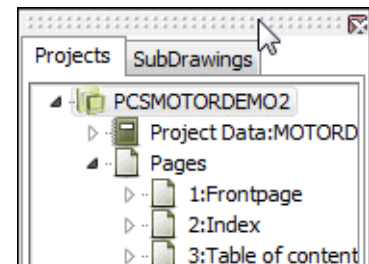 Projects SubDrawings
PCSMOTORDEMO2
Project Data:MOTORD
Pages
1:Frontpage
2:Index
3:Table of content